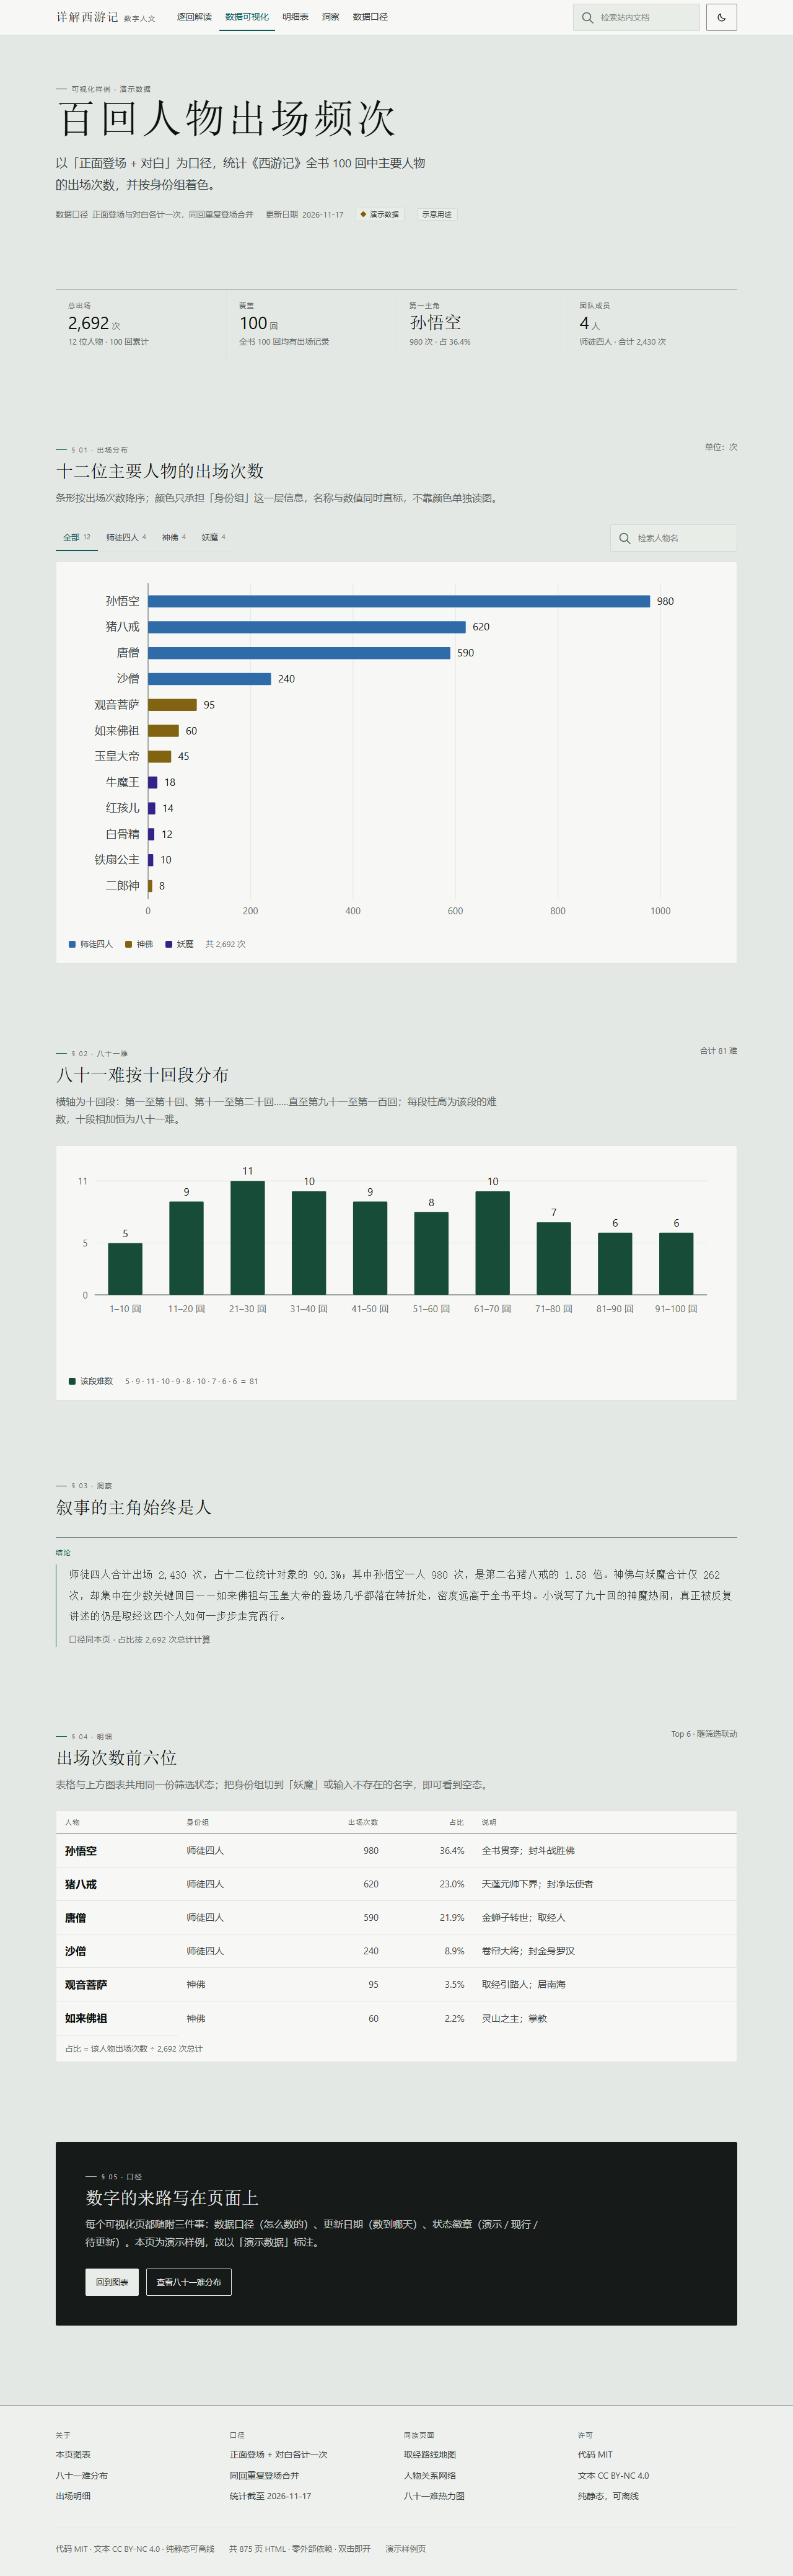 详解西游记 数字人文 逐回解读 数据可视化 明细表 洞察 数据口径 检索站内文档
可视化样例 · 演示数据
百回人物出场频次
以「正面登场 + 对白」为口径，统计《西游记》全书 100 回中主要人物
的出场次数，并按身份组着色。
数据口径 正面登场与对白各计一次，同回重复登场合并 更新日期 2026-11-17 ◆ 演示数据 示意用途
总出场 覆盖 第一主角 团队成员
2,692 次 100 回 孙悟空 4 人
12 位人物 · 100 回累计 全书 100 回均有出场记录 980 次 · 占 36.4% 师徒四人 · 合计 2,430 次
§ 01 · 出场分布 单位：次
十二位主要人物的出场次数
条形按出场次数降序；颜色只承担「身份组」这一层信息，名称与数值同时直标，不靠颜色单独读图。
全部 12 师徒四人 4 神佛 4 妖魔 4 检索人物名
孙悟空 980
猪八戒 620
唐僧 590
沙僧 240
观音菩萨 95
如来佛祖 60
玉皇大帝 45
牛魔王 18
红孩儿 14
白骨精 12
铁扇公主 10
二郎神 8
0 200 400 600 800 1000
师徒四人 神佛 妖魔 共 2,692 次
§ 02 · 八十一难 合计 81 难
八十一难按十回段分布
横轴为十回段：第一至第十回、第十一至第二十回……直至第九十一至第一百回；每段柱高为该段的难
数，十段相加恒为八十一难。
11 5 0
5 9 11 10 9 8 10 7 6 6
1–10 回 11–20 回 21–30 回 31–40 回 41–50 回 51–60 回 61–70 回 71–80 回 81–90 回 91–100 回
该段难数 5 · 9 · 11 · 10 · 9 · 8 · 10 · 7 · 6 · 6 = 81
§ 03 · 洞察
叙事的主角始终是人
结论
师徒四人合计出场 2,430 次，占十二位统计对象的 90.3%；其中孙悟空一人 980 次，是第二名猪八戒的 1.58 倍。神佛与妖魔合计仅 262
次，却集中在少数关键回目——如来佛祖与玉皇大帝的登场几乎都落在转折处，密度远高于全书平均。小说写了九十回的神魔热闹，真正被反复
讲述的仍是取经这四个人如何一步步走完西行。
口径同本页 · 占比按 2,692 次总计计算
§ 04 · 明细 Top 6 · 随筛选联动
出场次数前六位
表格与上方图表共用同一份筛选状态；把身份组切到「妖魔」或输入不存在的名字，即可看到空态。
人物 身份组 出场次数 占比 说明
孙悟空 师徒四人 980 36.4% 全书贯穿；封斗战胜佛
猪八戒 师徒四人 620 23.0% 天蓬元帅下界；封净坛使者
唐僧 师徒四人 590 21.9% 金蝉子转世；取经人
沙僧 师徒四人 240 8.9% 卷帘大将；封金身罗汉
观音菩萨 神佛 95 3.5% 取经引路人；居南海
如来佛祖 神佛 60 2.2% 灵山之主；掌教
占比 = 该人物出场次数 ÷ 2,692 次总计
§ 05 · 口径
数字的来路写在页面上
每个可视化页都随附三件事：数据口径（怎么数的）、更新日期（数到哪天）、状态徽章（演示 / 现行 /
待更新）。本页为演示样例，故以「演示数据」标注。
回到图表 查看八十一难分布
关于 口径 同族页面 许可
本页图表 正面登场 + 对白各计一次 取经路线地图 代码 MIT
八十一难分布 同回重复登场合并 人物关系网络 文本 CC BY-NC 4.0
出场明细 统计截至 2026-11-17 八十一难热力图 纯静态，可离线
代码 MIT · 文本 CC BY-NC 4.0 · 纯静态可离线 共 875 页 HTML · 零外部依赖 · 双击即开 演示样例页